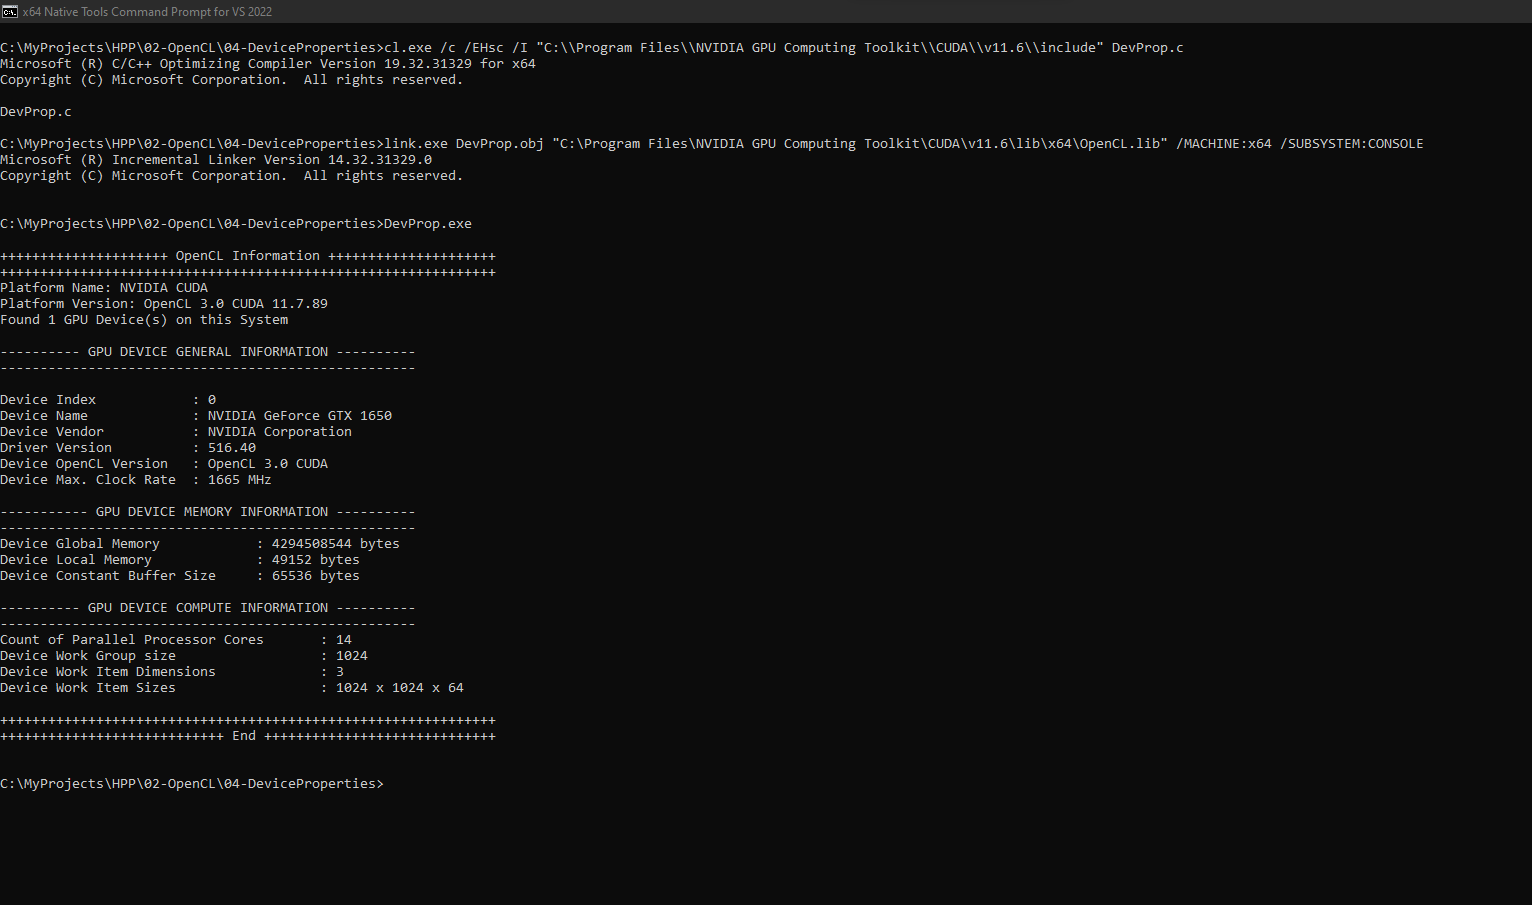 x64 Native Tools Command Prompt for VS 2022
C:\MyProjects\HPP\02-OpenCL\04-DeviceProperties>cl.exe /c /EHsc /I "C:\\Program Files\\NVIDIA GPU Computing Toolkit\\CUDA\\v11.6\\include" DevProp.c
Microsoft (R) C/C++ Optimizing Compiler Version 19.32.31329 for x64
Copyright (C) Microsoft Corporation.  All rights reserved.

DevProp.c

C:\MyProjects\HPP\02-OpenCL\04-DeviceProperties>link.exe DevProp.obj "C:\Program Files\NVIDIA GPU Computing Toolkit\CUDA\v11.6\lib\x64\OpenCL.lib" /MACHINE:x64 /SUBSYSTEM:CONSOLE
Microsoft (R) Incremental Linker Version 14.32.31329.0
Copyright (C) Microsoft Corporation.  All rights reserved.


C:\MyProjects\HPP\02-OpenCL\04-DeviceProperties>DevProp.exe

+++++++++++++++++++++ OpenCL Information +++++++++++++++++++++
++++++++++++++++++++++++++++++++++++++++++++++++++++++++++++++
Platform Name: NVIDIA CUDA
Platform Version: OpenCL 3.0 CUDA 11.7.89
Found 1 GPU Device(s) on this System

---------- GPU DEVICE GENERAL INFORMATION ----------
----------------------------------------------------

Device Index            : 0
Device Name             : NVIDIA GeForce GTX 1650
Device Vendor           : NVIDIA Corporation
Driver Version          : 516.40
Device OpenCL Version   : OpenCL 3.0 CUDA
Device Max. Clock Rate  : 1665 MHz

----------- GPU DEVICE MEMORY INFORMATION ----------
----------------------------------------------------
Device Global Memory            : 4294508544 bytes
Device Local Memory             : 49152 bytes
Device Constant Buffer Size     : 65536 bytes

---------- GPU DEVICE COMPUTE INFORMATION ----------
----------------------------------------------------
Count of Parallel Processor Cores       : 14
Device Work Group size                  : 1024
Device Work Item Dimensions             : 3
Device Work Item Sizes                  : 1024 x 1024 x 64

++++++++++++++++++++++++++++++++++++++++++++++++++++++++++++++
++++++++++++++++++++++++++++ End +++++++++++++++++++++++++++++


C:\MyProjects\HPP\02-OpenCL\04-DeviceProperties>